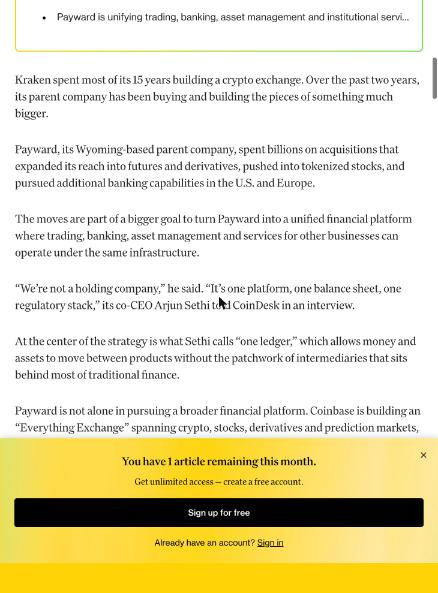 • Payward is unifying trading, banking, asset management and institutional servi...
Kraken spent most of its 15 years building a crypto exchange. Over the past two years,
its parent company has been buying and building the pieces of something much
bigger.
Payward, its Wyoming-based parent company, spent billions on acquisitions that
expanded its reach into futures and derivatives, pushed into tokenized stocks, and
pursued additional banking capabilities in the U.S. and Europe.
The moves are part of a bigger goal to turn Payward into a unified financial platform
where trading, banking, asset management and services for other businesses can
operate under the same infrastructure.
“We’re not a holding company,” he said. “It’s one platform, one balance sheet, one
regulatory stack,” its co-CEO Arjun Sethi told CoinDesk in an interview.
At the center of the strategy is what Sethi calls “one ledger,” which allows money and
assets to move between products without the patchwork of intermediaries that sits
behind most of traditional finance.
Payward is not alone in pursuing a broader financial platform. Coinbase is building an
“Everything Exchange” spanning crypto, stocks, derivatives and prediction markets,
You have 1 article remaining this month.
Get unlimited access — create a free account.
Sign up for free
Already have an account? Sign in